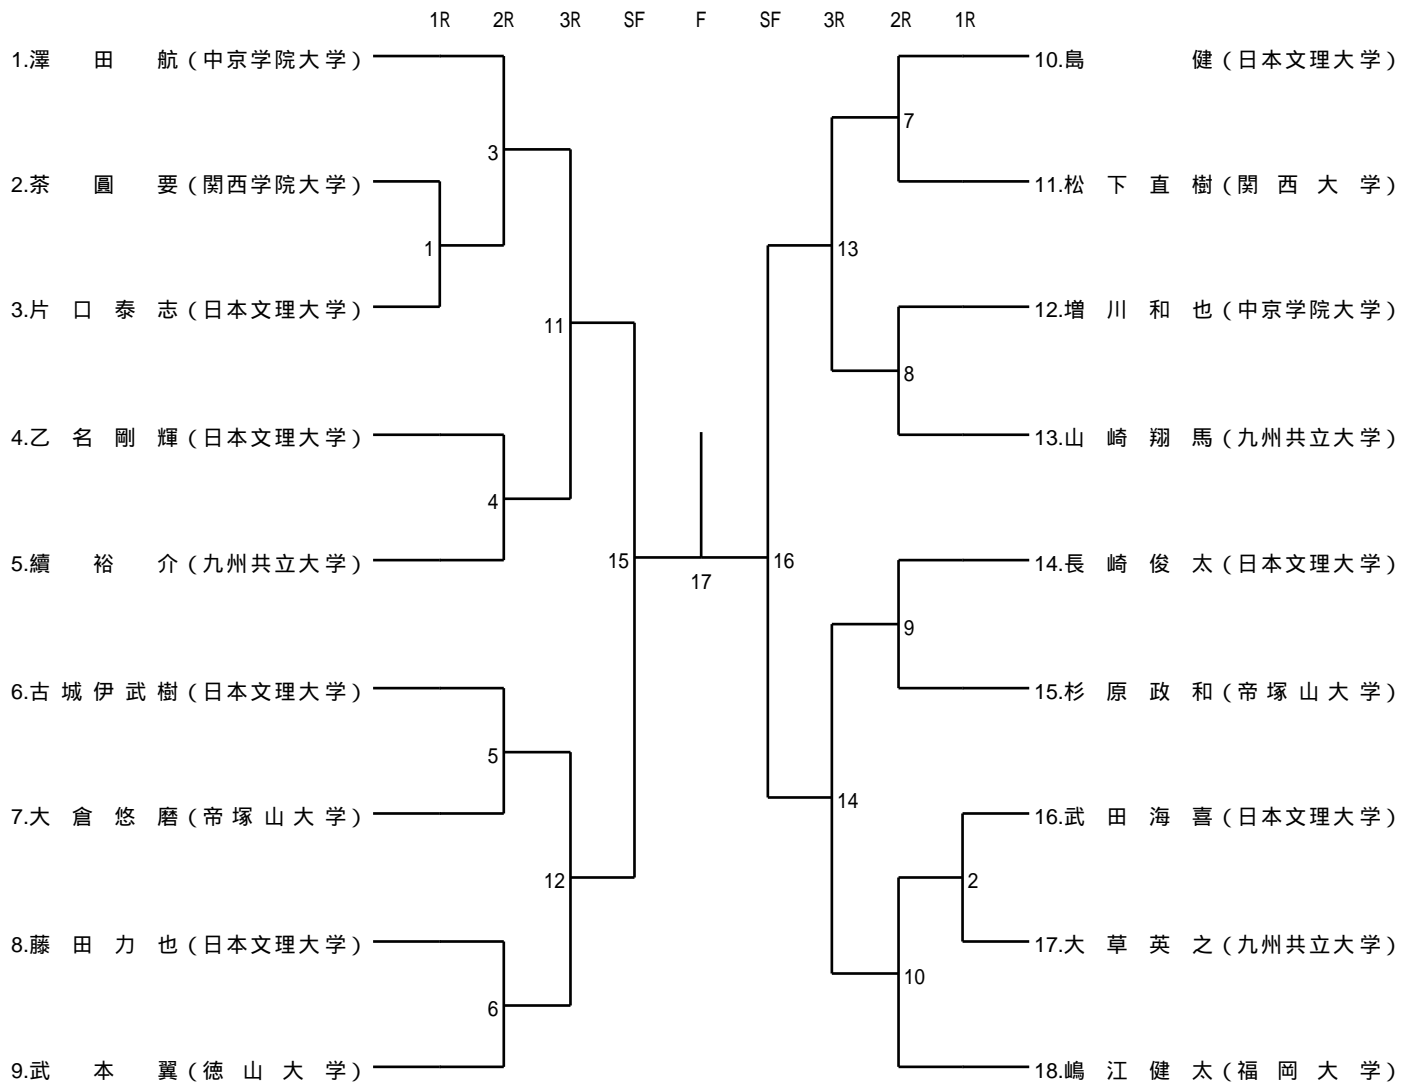 1R 2R 3R SF F SF 3R 2R 1R
1.澤田航(中京学院大学)
2.茶圓要(関西学院大学)
3.片口泰志(日本文理大学)
4.乙名剛輝(日本文理大学)
5.續裕介(九州共立大学)
6.古城伊武樹(日本文理大学)
7.大倉悠磨(帝塚山大学)
8.藤田力也(日本文理大学)
9.武本翼(徳山大学)
3
1
11
4
15
5
12
6
17
10.島健(日本文理大学)
11.松下直樹(関西大学)
12.増川和也(中京学院大学)
13.山崎翔馬(九州共立大学)
14.長崎俊太(日本文理大学)
15.杉原政和(帝塚山大学)
16.武田海喜(日本文理大学)
17.大草英之(九州共立大学)
18.嶋江健太(福岡大学)
7
13
8
16
9
14
2
10